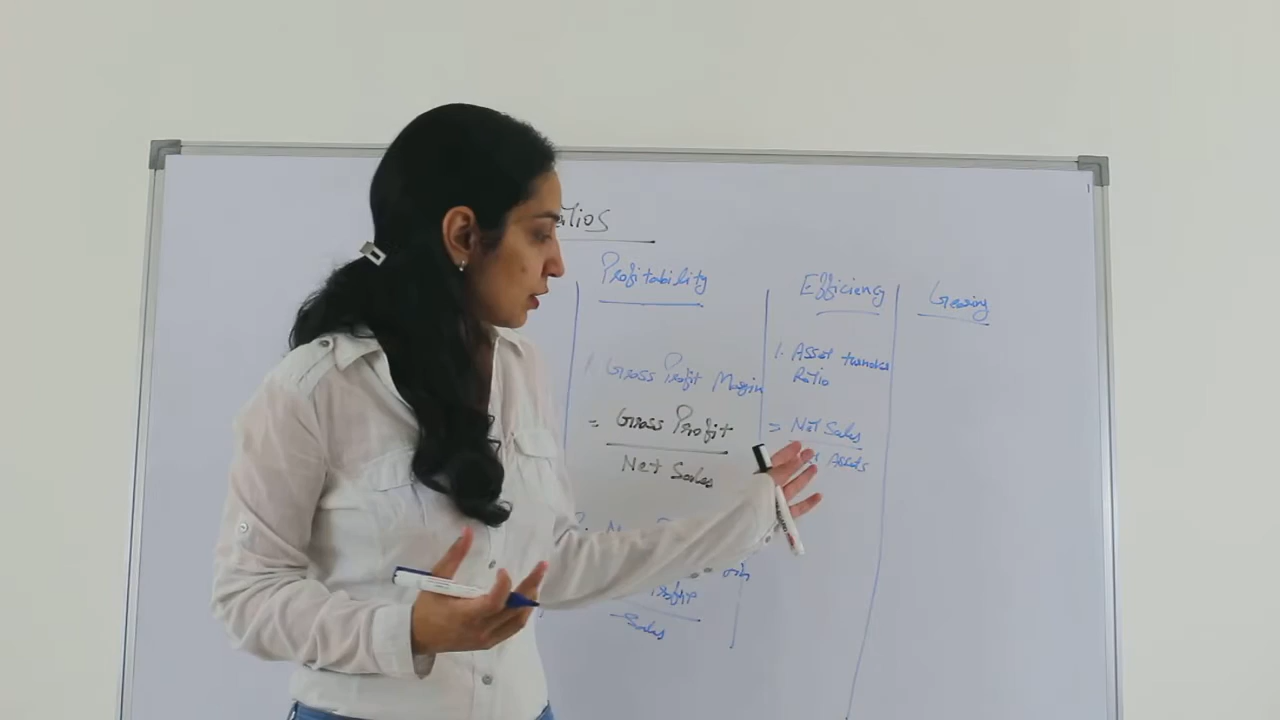 atios
Profitability
Efficiency
Gearing
1. Gross Profit Margin
= Gross Profit
Net Sales
Profit
Sales
1. Asset turnover
Ratio
= Net Sales
Assets